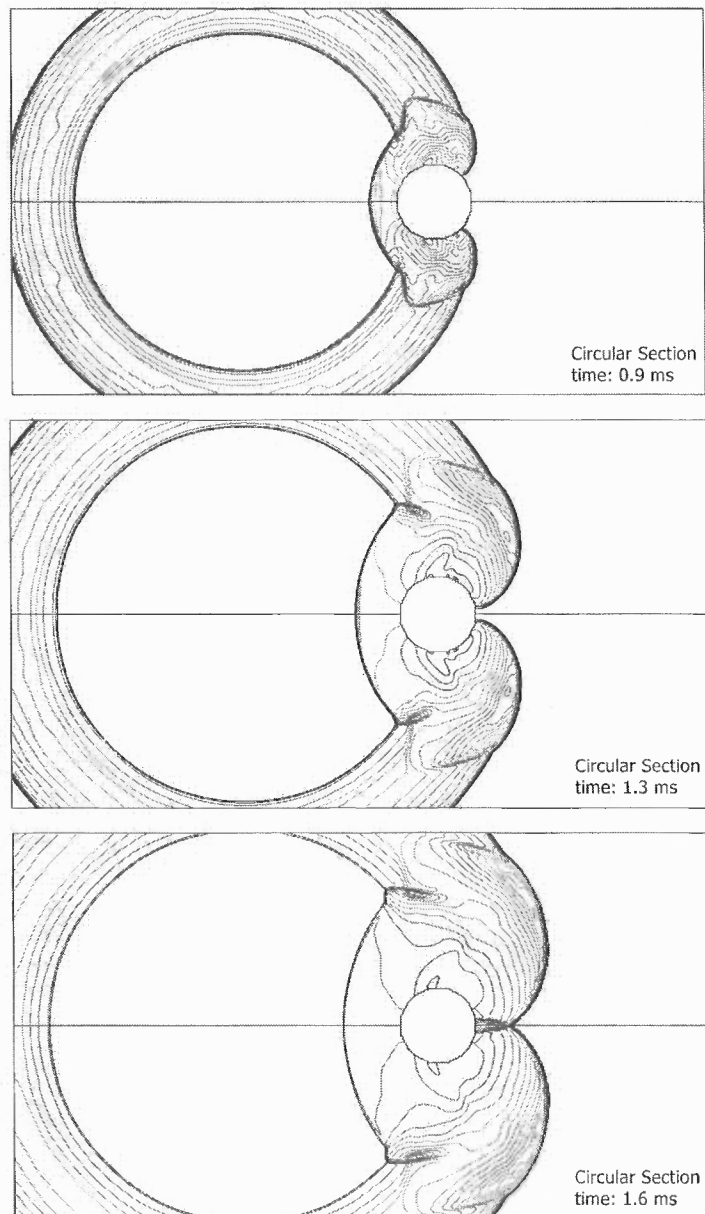 Circular Section
time: 0.9 ms
Circular Section
time: 1.3 ms
Circular Section
time: 1.6 ms